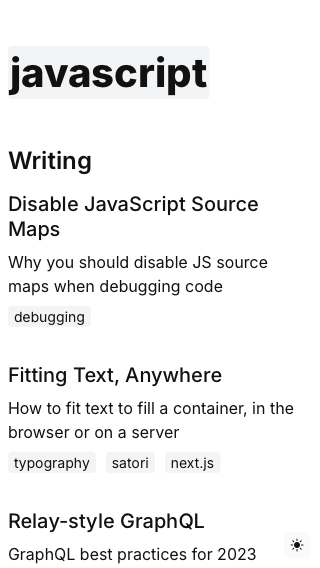 javascript
Writing
Disable JavaScript Source
Maps
Why you should disable JS source
maps when debugging code
debugging
Fitting Text, Anywhere
How to fit text to fill a container, in the
browser or on a server
typography satori next.js
Relay-style GraphQL
GraphQL best practices for 2023